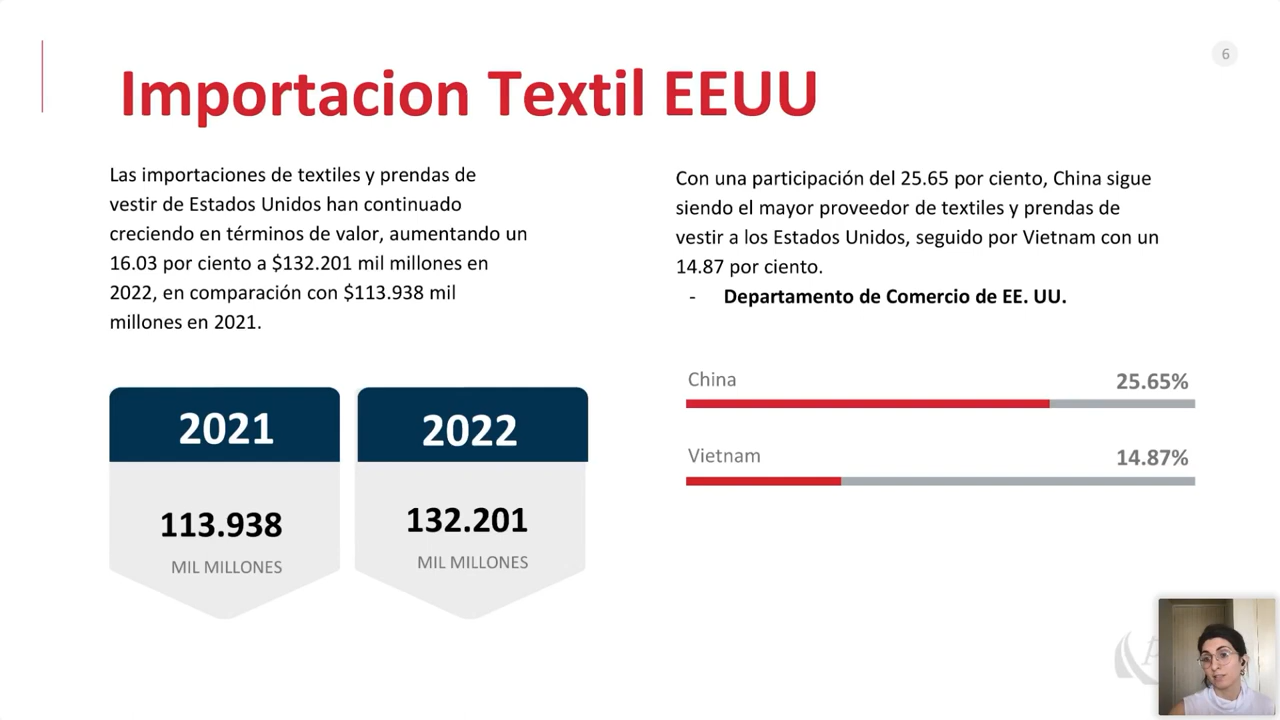 6
Importacion Textil EEUU
Las importaciones de textiles y prendas de
vestir de Estados Unidos han continuado
creciendo en términos de valor, aumentando un
16.03 por ciento a $132.201 mil millones en
2022, en comparación con $113.938 mil
millones en 2021.
Con una participación del 25.65 por ciento, China sigue
siendo el mayor proveedor de textiles y prendas de
vestir a los Estados Unidos, seguido por Vietnam con un
14.87 por ciento.
- Departamento de Comercio de EE. UU.
2021
113.938
MIL MILLONES
2022
132.201
MIL MILLONES
China 25.65%
Vietnam 14.87%